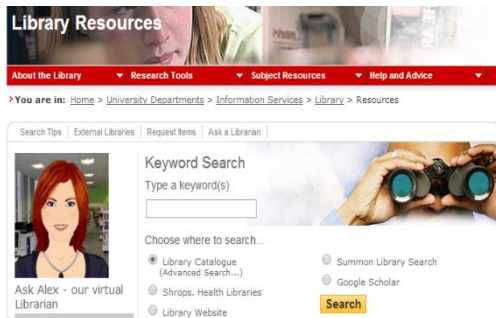 Library Resources
About the Library Research Tools Subject Resources Help and Advice
You are in: Home > University Departments > Information Services > Library > Resources
Search Tips External Libraries Request Items Ask a Librarian
Keyword Search
Type a keyword(s)
Choose where to search...
Library Catalogue
(Advanced Search...)
Shrops. Health Libraries
Library Website
Summon Library Search
Google Scholar
Search
Ask Alex - our virtual
Librarian